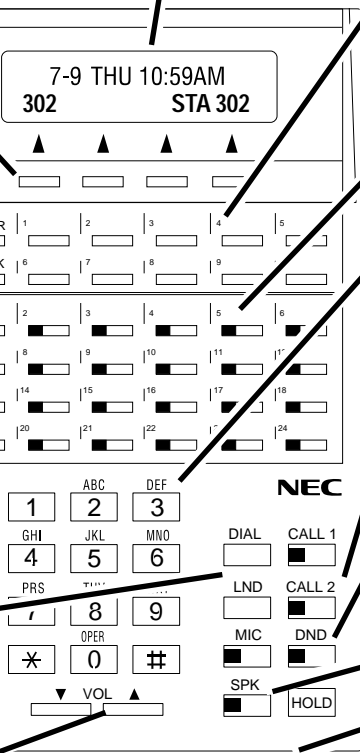 7-9 THU 10:59AM
302 STA 302
R 1 2 3 4 5
K 6 7 8 9
2 3 4 5 6
8 9 10 11
14 15 16 17 18
20 21 22 24
NEC
ABC DEF
1 2 3
DIAL CALL 1
GHI JKL MNO
4 5 6
LND CALL 2
PRS
8 9
MIC DND
OPER
* 0 #
SPK
▼ VOL ▲
HOLD